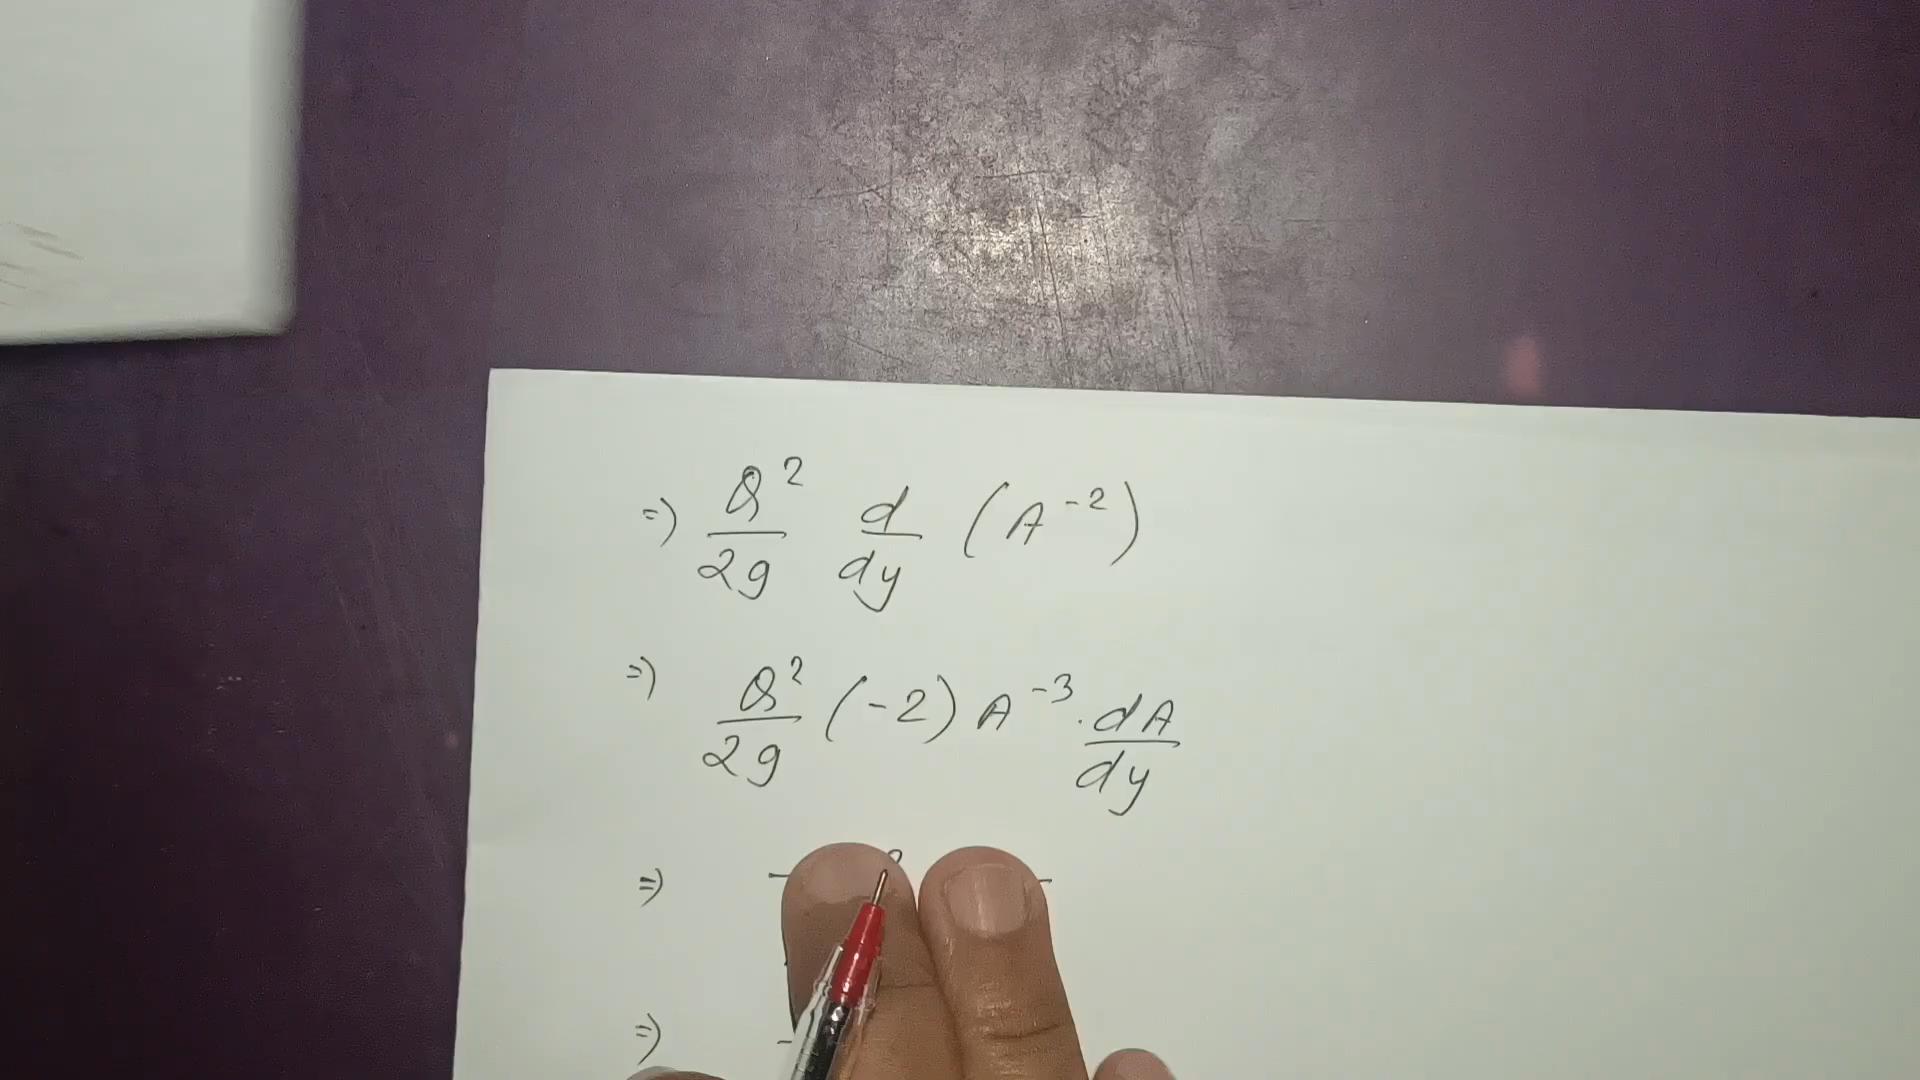 =) Q²/2g d/dy (A⁻²)
=) Q²/2g (-2) A⁻³ . dA/dy
=) -
=) -